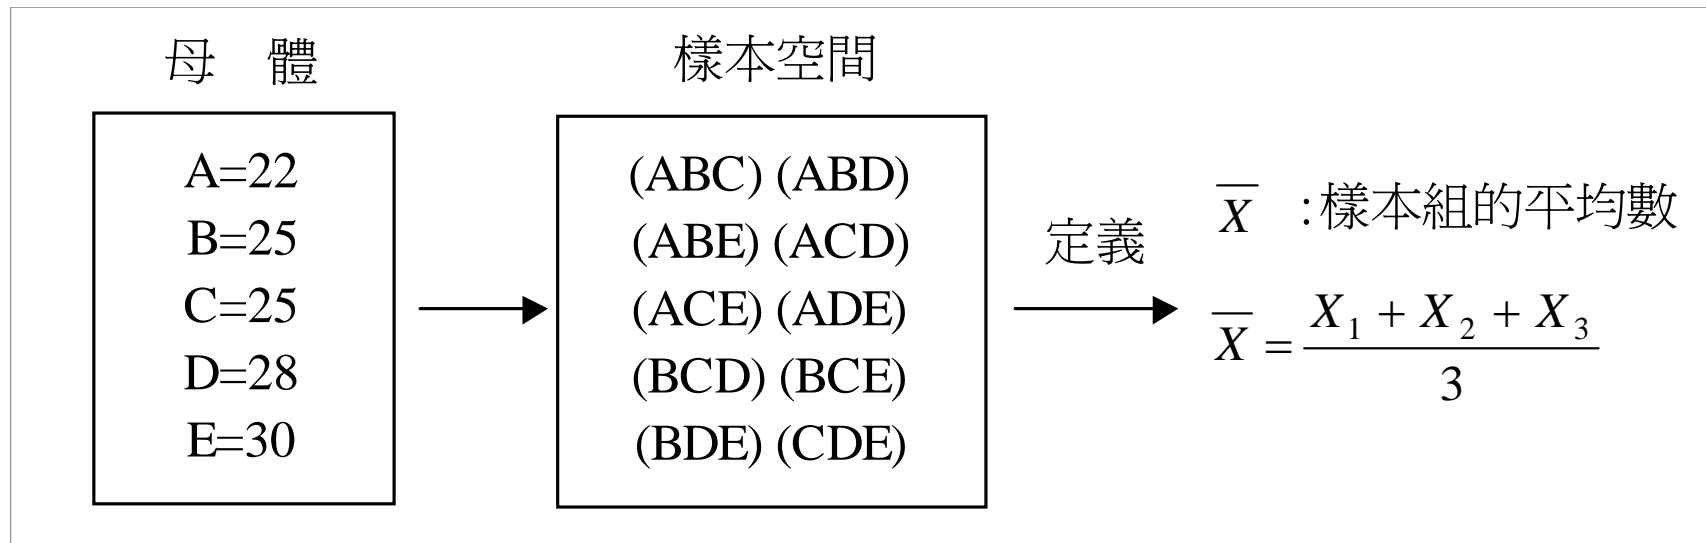 母 體
A=22
B=25
C=25
D=28
E=30
樣本空間
(ABC) (ABD)
(ABE) (ACD)
(ACE) (ADE)
(BCD) (BCE)
(BDE) (CDE)
定義
X̄ :樣本組的平均數
X̄ = (X₁ + X₂ + X₃) / 3